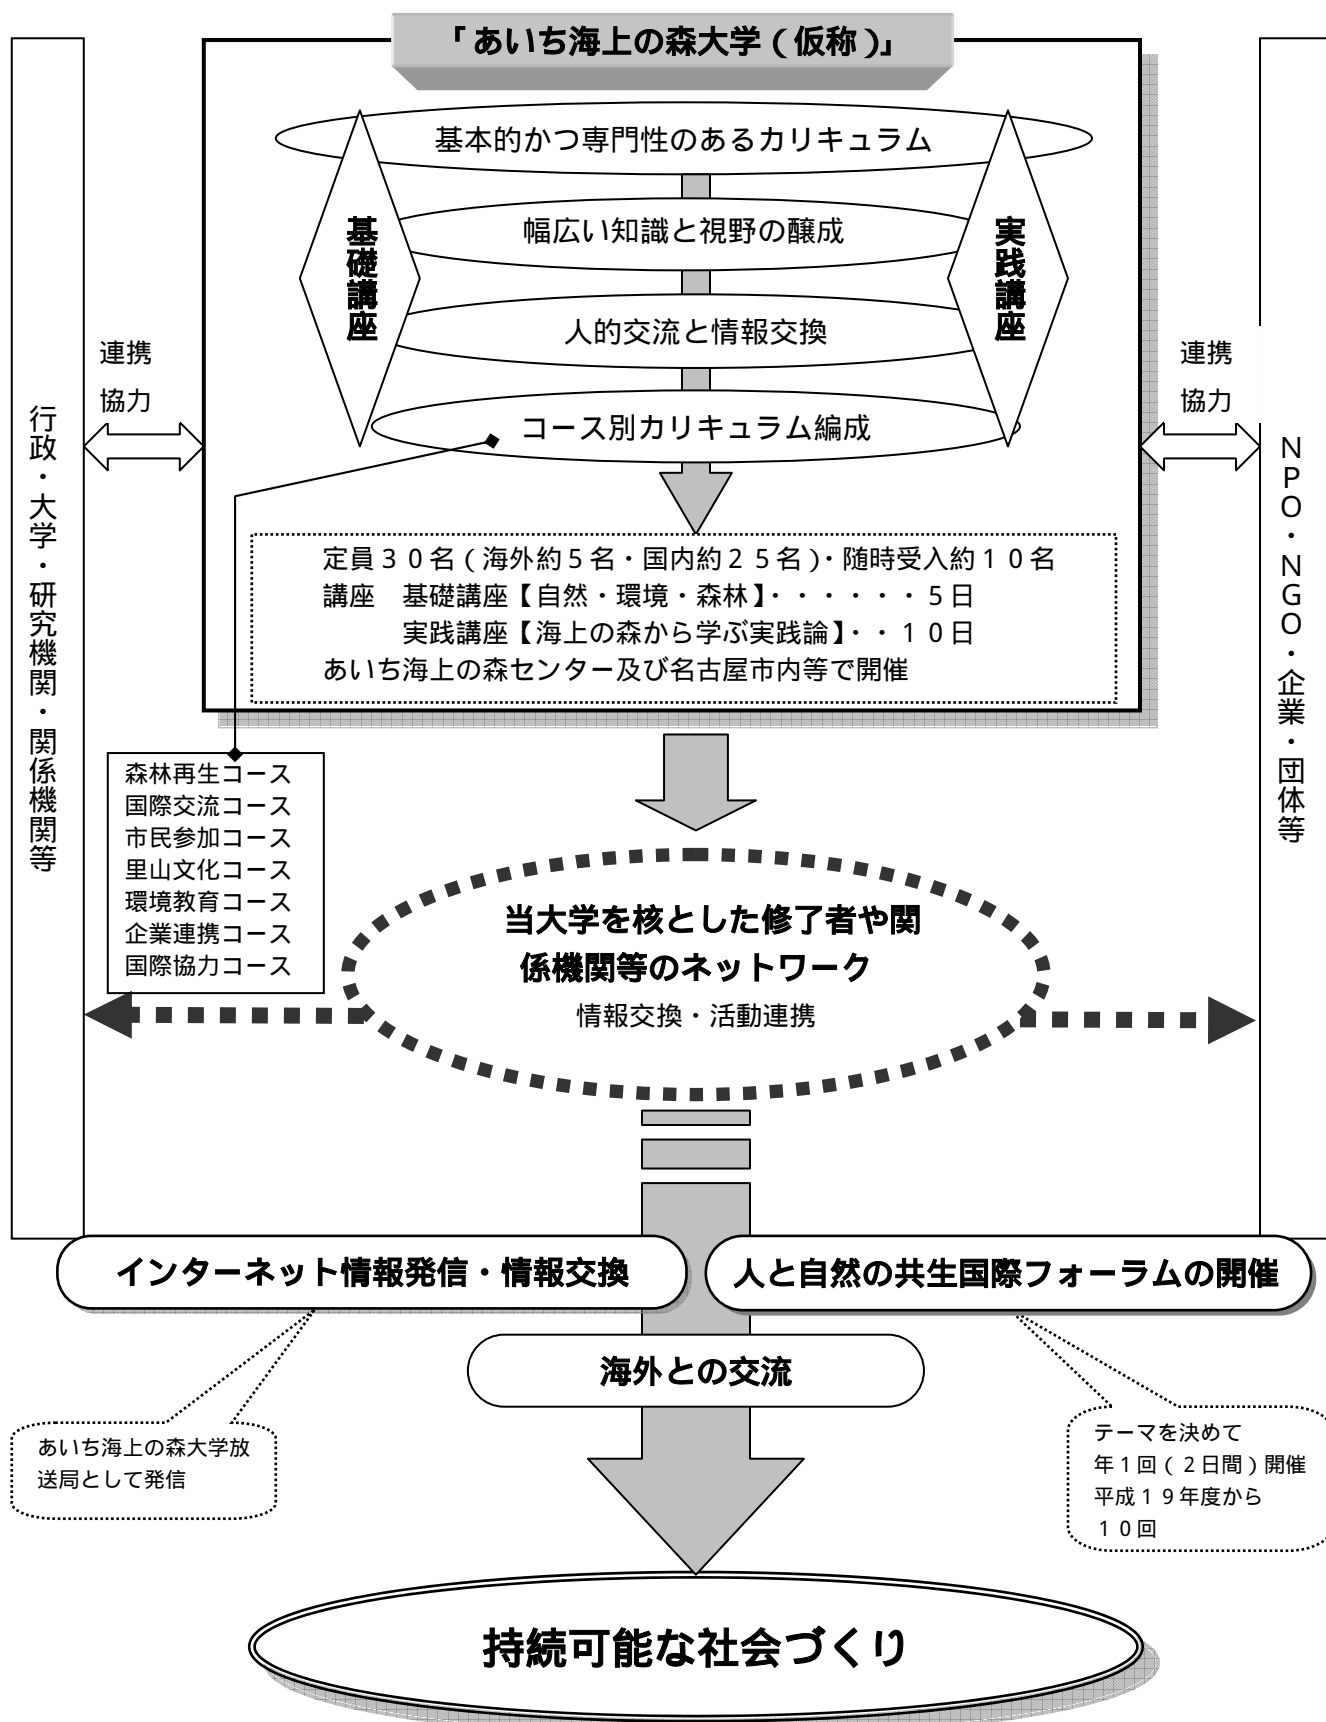 「あいち海上の森大学（仮称）」
基本的かつ専門性のあるカリキュラム
幅広い知識と視野の醸成
人的交流と情報交換
コース別カリキュラム編成
基礎講座
実践講座
連携
協力
連携
協力
行政・大学・研究機関・関係機関等
ＮＰＯ・ＮＧＯ・企業・団体等
定員３０名（海外約５名・国内約２５名）・随時受入約１０名
講座　基礎講座【自然・環境・森林】・・・・・・５日
実践講座【海上の森から学ぶ実践論】・・１０日
あいち海上の森センター及び名古屋市内等で開催
森林再生コース
国際交流コース
市民参加コース
里山文化コース
環境教育コース
企業連携コース
国際協力コース
当大学を核とした修了者や関
係機関等のネットワーク
情報交換・活動連携
インターネット情報発信・情報交換
人と自然の共生国際フォーラムの開催
海外との交流
あいち海上の森大学放
送局として発信
テーマを決めて
年１回（２日間）開催
平成１９年度から
１０回
持続可能な社会づくり